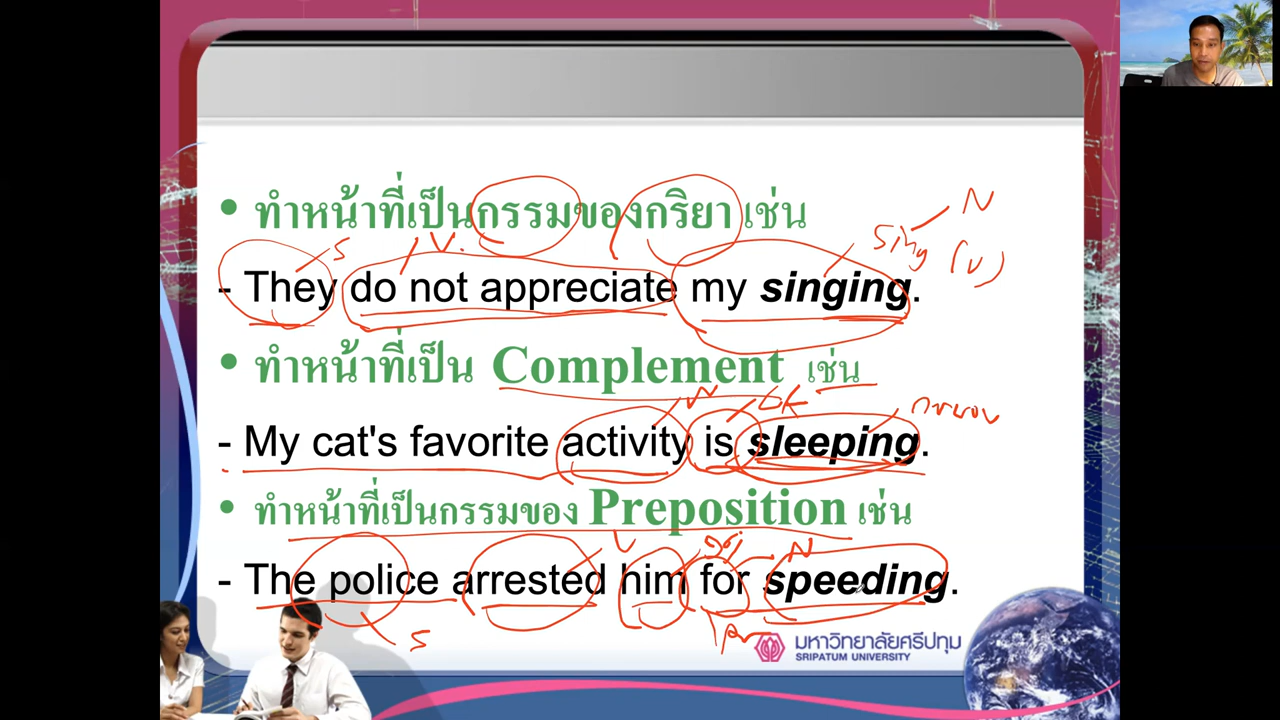 • ทำหน้าที่เป็นกรรมของกริยา เช่น
N
S V. sing (v)
- They do not appreciate my singing.
• ทำหน้าที่เป็น Complement เช่น
N
- My cat's favorite activity is sleeping.
• ทำหน้าที่เป็นกรรมของ Preposition เช่น
V N
- The police arrested him for speeding.
S
มหาวิทยาลัยศรีปทุม
SRIPATUM UNIVERSITY